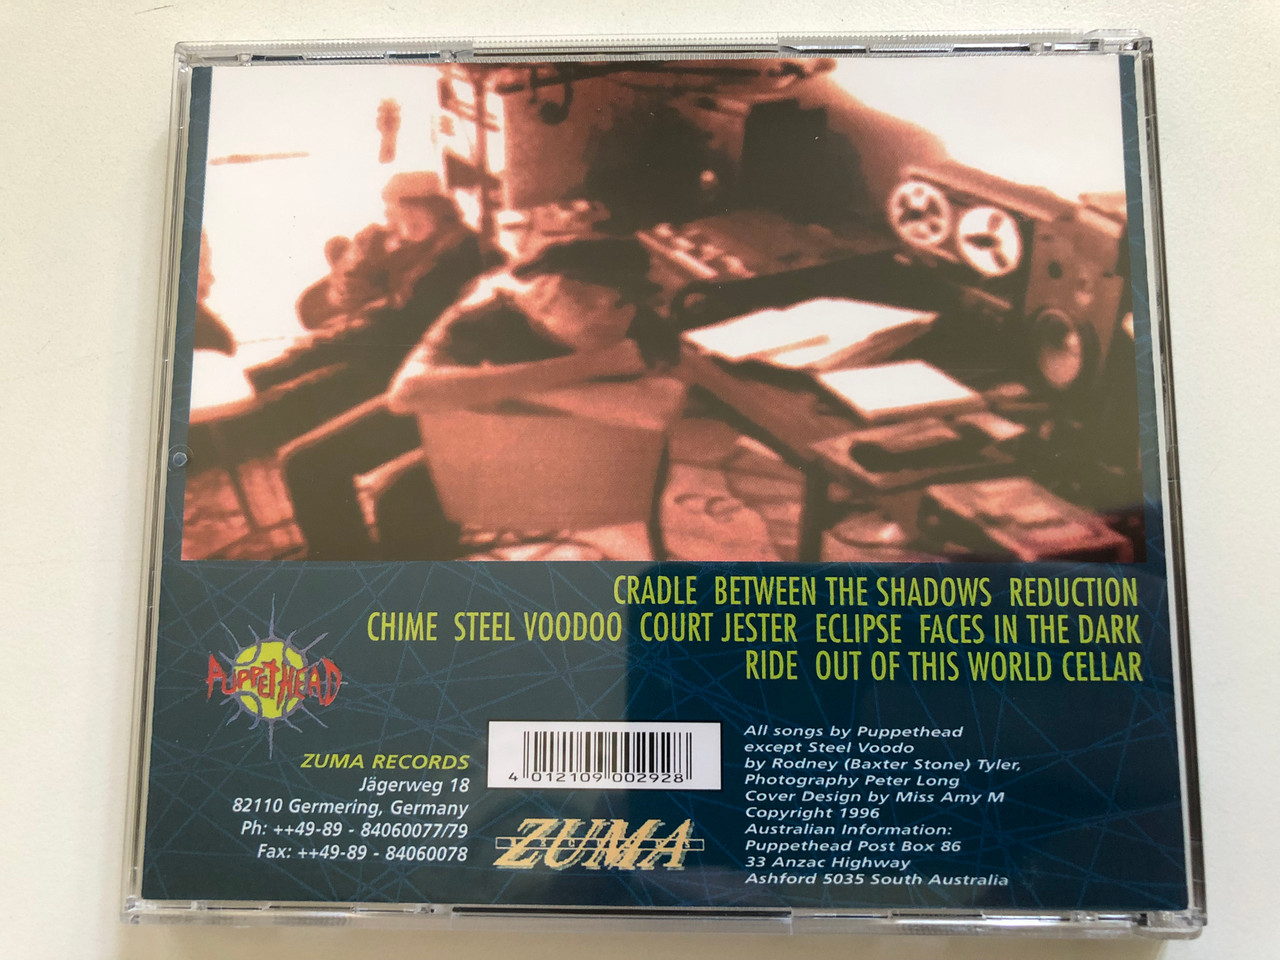 CRADLE BETWEEN THE SHADOWS REDUCTION
CHIME STEEL VOODOO COURT JESTER ECLIPSE FACES IN THE DARK
RIDE OUT OF THIS WORLD CELLAR
PUPPETHEAD
ZUMA RECORDS
Jägerweg 18
82110 Germering, Germany
Ph: ++49-89 - 84060077/79
Fax: ++49-89 - 84060078
4 012109 002928
ZUMA
All songs by Puppethead
except Steel Voodo
by Rodney (Baxter Stone) Tyler,
Photography Peter Long
Cover Design by Miss Amy M
Copyright 1996
Australian Information:
Puppethead Post Box 86
33 Anzac Highway
Ashford 5035 South Australia